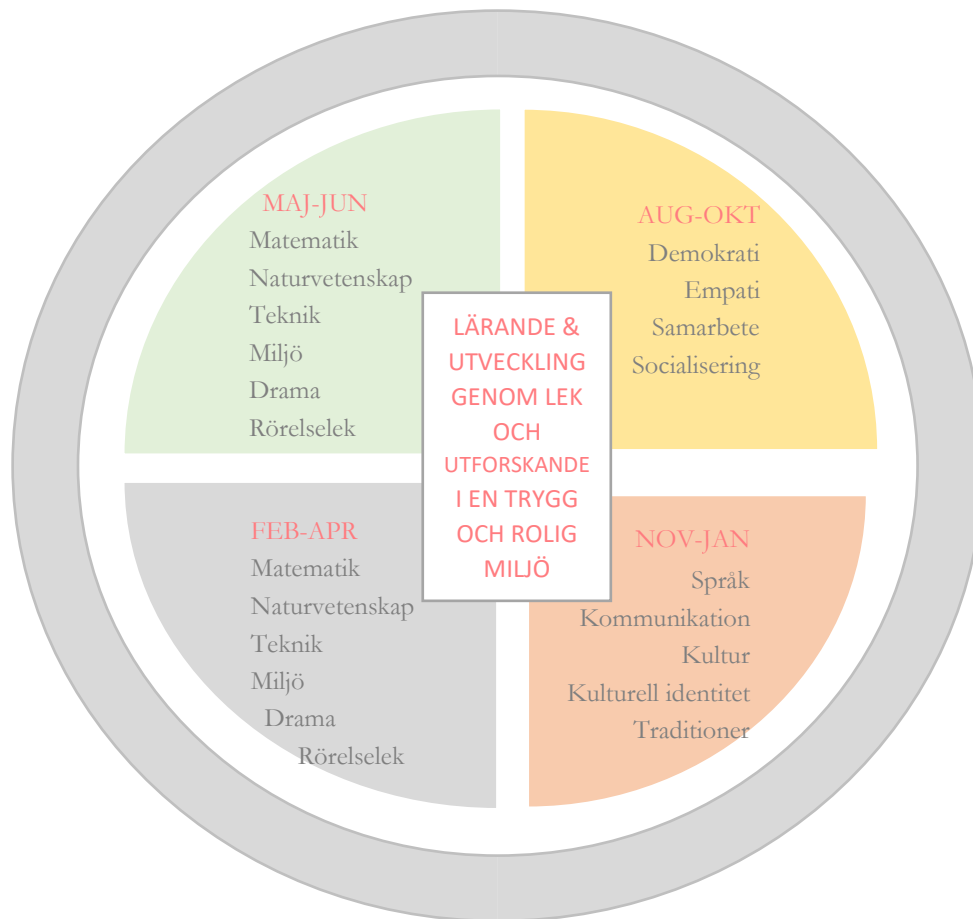 MAJ-JUN
Matematik
Naturvetenskap
Teknik
Miljö
Drama
Rörelselek
AUG-OKT
Demokrati
Empati
Samarbete
Socialisering
LÄRANDE &
UTVECKLING
GENOM LEK
OCH
UTFORSKANDE
I EN TRYGG
OCH ROLIG
MILJÖ
FEB-APR
Matematik
Naturvetenskap
Teknik
Miljö
Drama
Rörelselek
NOV-JAN
Språk
Kommunikation
Kultur
Kulturell identitet
Traditioner